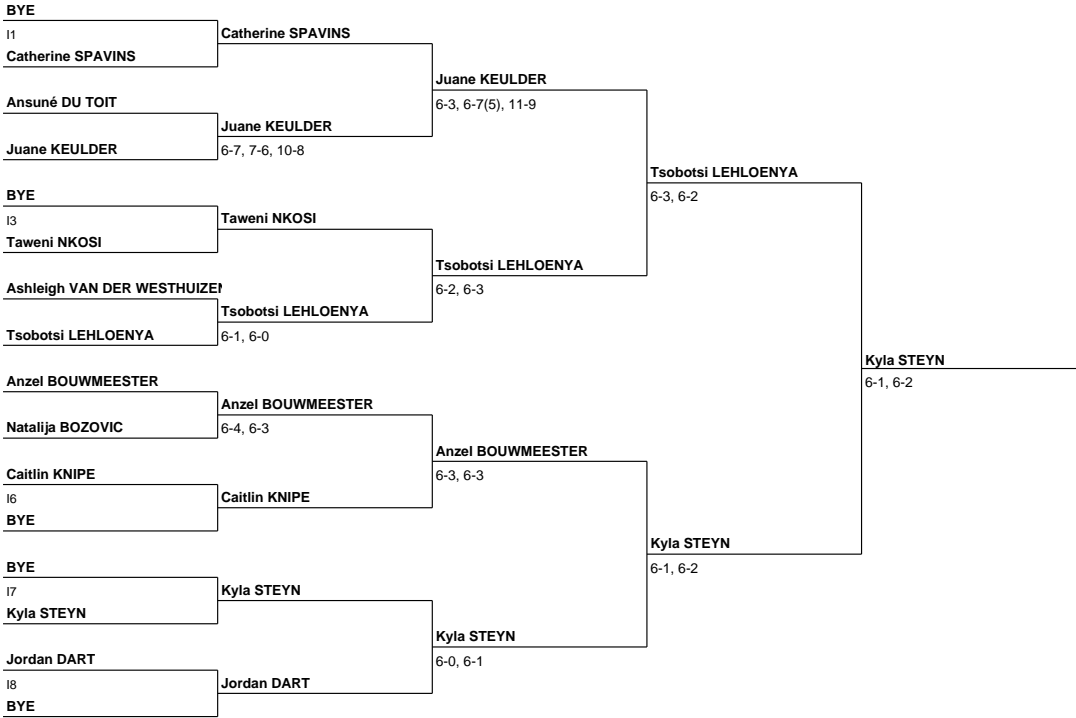 BYE
I1
Catherine SPAVINS
Ansuné DU TOIT
Juane KEULDER
BYE
I3
Taweni NKOSI
Ashleigh VAN DER WESTHUIZEN
Tsobotsi LEHLOENYA
Anzel BOUWMEESTER
Natalija BOZOVIC
Caitlin KNIPE
I6
BYE
BYE
I7
Kyla STEYN
Jordan DART
I8
BYE
Catherine SPAVINS
Juane KEULDER
6-7, 7-6, 10-8
Taweni NKOSI
Tsobotsi LEHLOENYA
6-1, 6-0
Anzel BOUWMEESTER
6-4, 6-3
Caitlin KNIPE
Kyla STEYN
Jordan DART
Juane KEULDER
6-3, 6-7(5), 11-9
Tsobotsi LEHLOENYA
6-2, 6-3
Anzel BOUWMEESTER
6-3, 6-3
Kyla STEYN
6-0, 6-1
Tsobotsi LEHLOENYA
6-3, 6-2
Kyla STEYN
6-1, 6-2
Kyla STEYN
6-1, 6-2